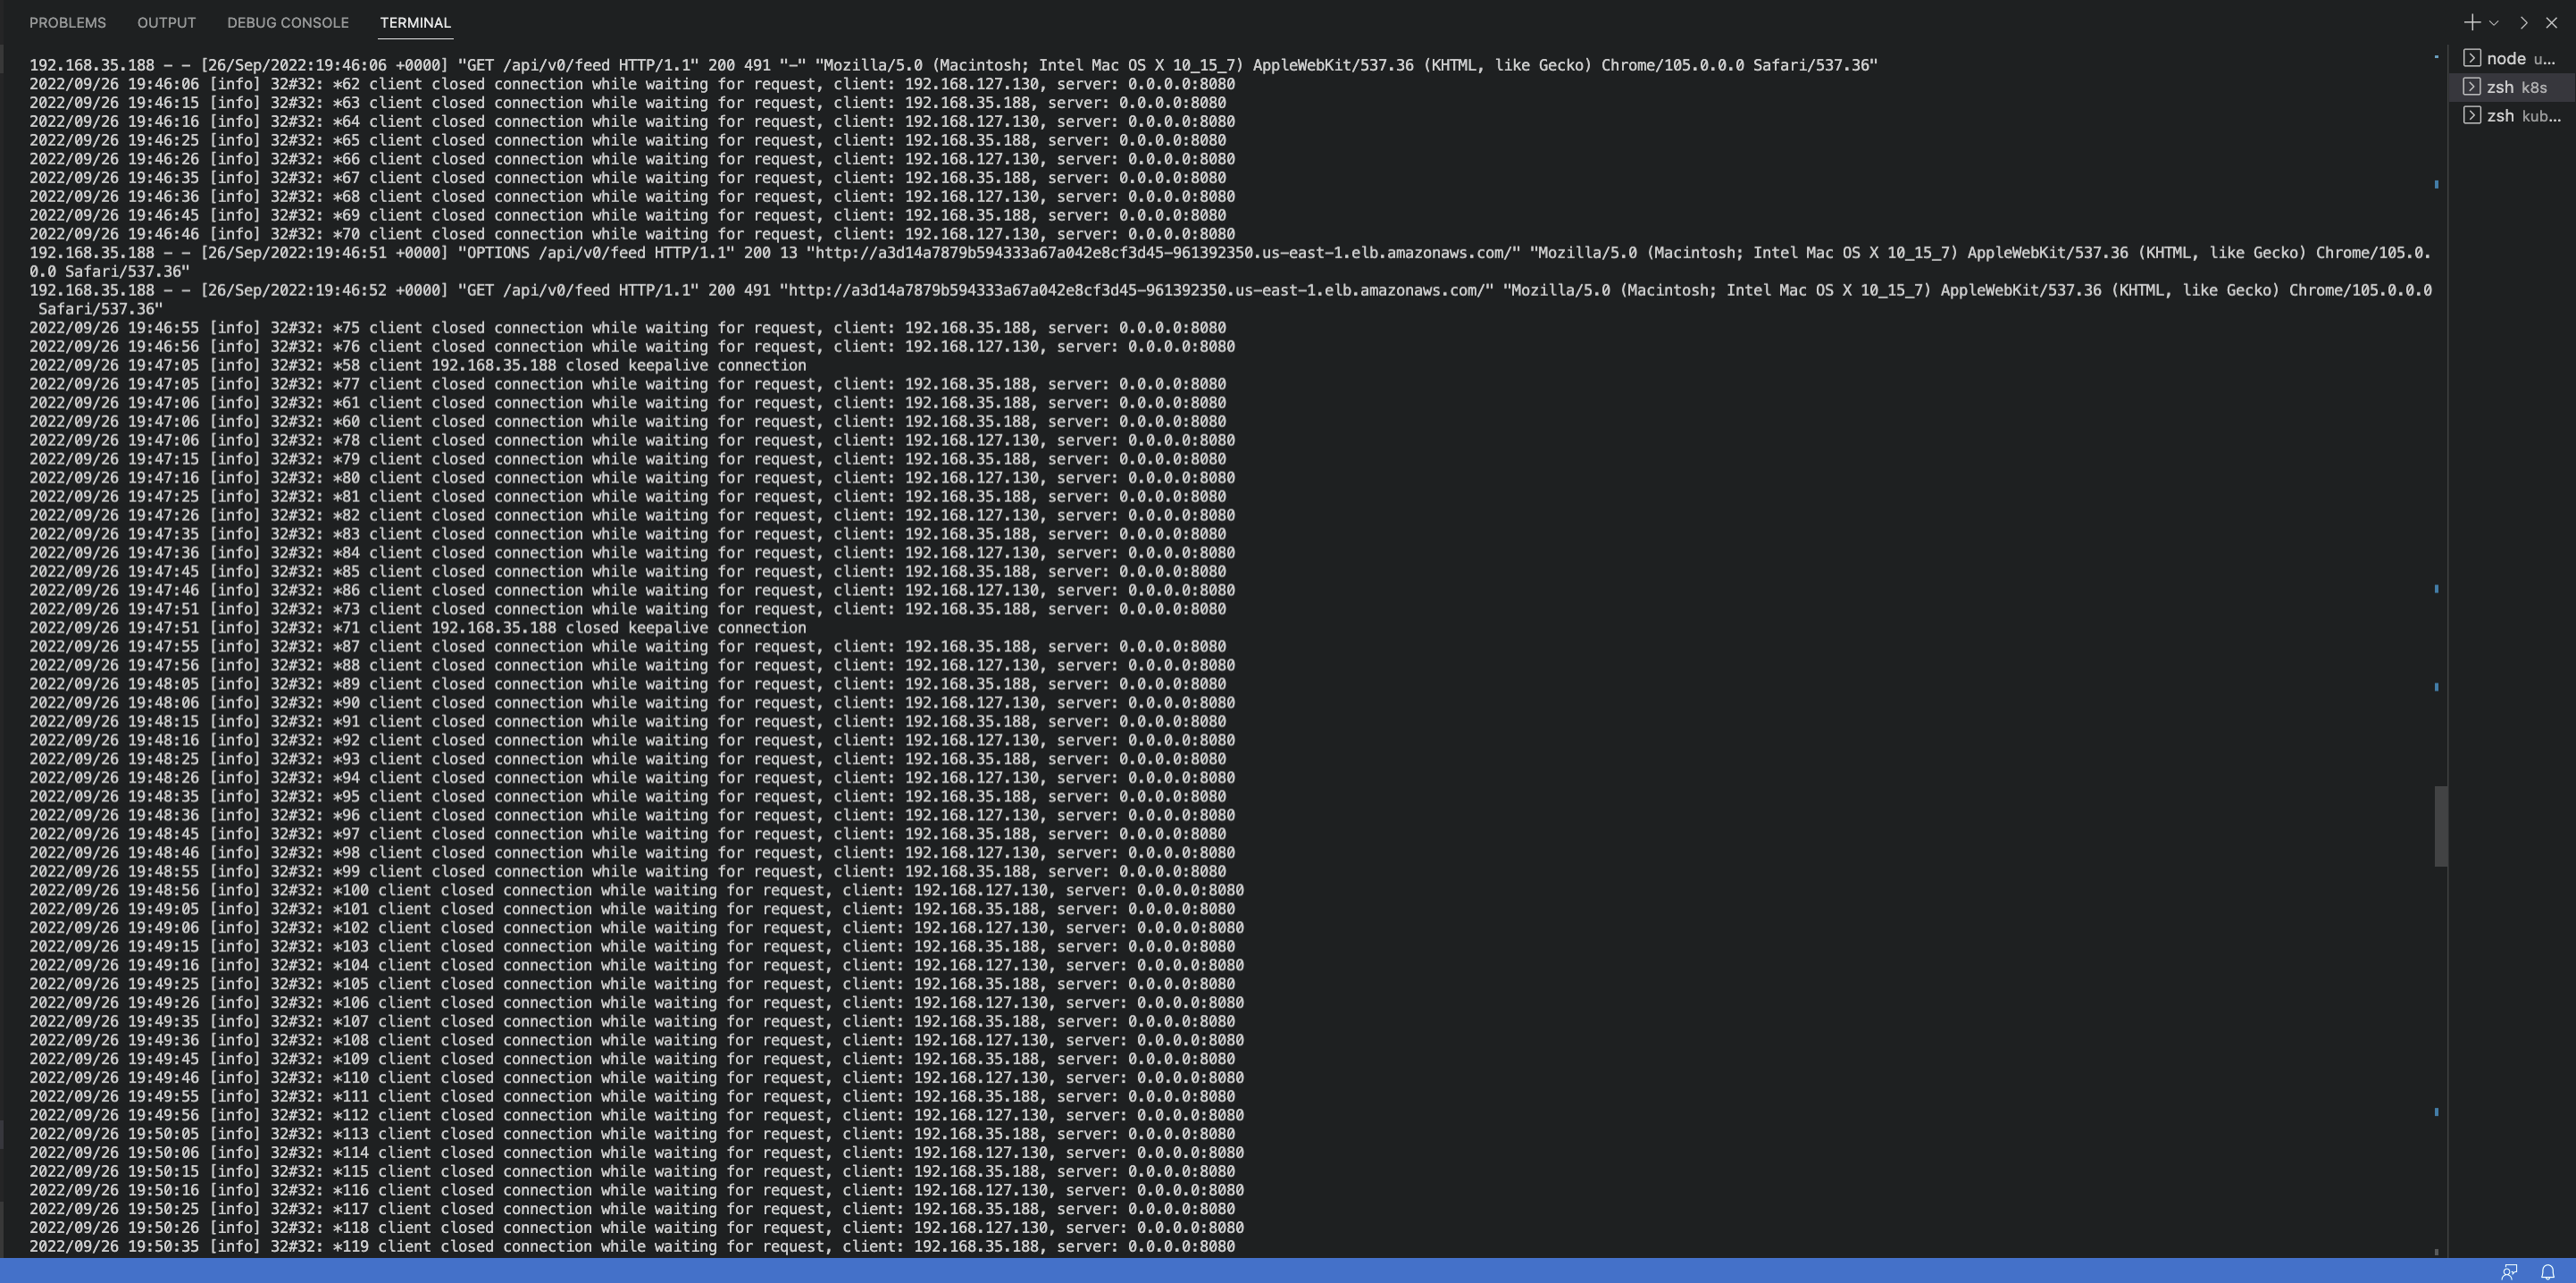 PROBLEMS OUTPUT DEBUG CONSOLE TERMINAL
192.168.35.188 - - [26/Sep/2022:19:46:06 +0000] "GET /api/v0/feed HTTP/1.1" 200 491 "-" "Mozilla/5.0 (Macintosh; Intel Mac OS X 10_15_7) AppleWebKit/537.36 (KHTML, like Gecko) Chrome/105.0.0.0 Safari/537.36"
2022/09/26 19:46:06 [info] 32#32: *62 client closed connection while waiting for request, client: 192.168.127.130, server: 0.0.0.0:8080
2022/09/26 19:46:15 [info] 32#32: *63 client closed connection while waiting for request, client: 192.168.35.188, server: 0.0.0.0:8080
2022/09/26 19:46:16 [info] 32#32: *64 client closed connection while waiting for request, client: 192.168.127.130, server: 0.0.0.0:8080
2022/09/26 19:46:25 [info] 32#32: *65 client closed connection while waiting for request, client: 192.168.35.188, server: 0.0.0.0:8080
2022/09/26 19:46:26 [info] 32#32: *66 client closed connection while waiting for request, client: 192.168.127.130, server: 0.0.0.0:8080
2022/09/26 19:46:35 [info] 32#32: *67 client closed connection while waiting for request, client: 192.168.35.188, server: 0.0.0.0:8080
2022/09/26 19:46:36 [info] 32#32: *68 client closed connection while waiting for request, client: 192.168.127.130, server: 0.0.0.0:8080
2022/09/26 19:46:45 [info] 32#32: *69 client closed connection while waiting for request, client: 192.168.35.188, server: 0.0.0.0:8080
2022/09/26 19:46:46 [info] 32#32: *70 client closed connection while waiting for request, client: 192.168.127.130, server: 0.0.0.0:8080
192.168.35.188 - - [26/Sep/2022:19:46:51 +0000] "OPTIONS /api/v0/feed HTTP/1.1" 200 13 "http://a3d14a7879b594333a67a042e8cf3d45-961392350.us-east-1.elb.amazonaws.com/" "Mozilla/5.0 (Macintosh; Intel Mac OS X 10_15_7) AppleWebKit/537.36 (KHTML, like Gecko) Chrome/105.0.
0.0 Safari/537.36"
192.168.35.188 - - [26/Sep/2022:19:46:52 +0000] "GET /api/v0/feed HTTP/1.1" 200 491 "http://a3d14a7879b594333a67a042e8cf3d45-961392350.us-east-1.elb.amazonaws.com/" "Mozilla/5.0 (Macintosh; Intel Mac OS X 10_15_7) AppleWebKit/537.36 (KHTML, like Gecko) Chrome/105.0.0.0
Safari/537.36"
2022/09/26 19:46:55 [info] 32#32: *75 client closed connection while waiting for request, client: 192.168.35.188, server: 0.0.0.0:8080
2022/09/26 19:46:56 [info] 32#32: *76 client closed connection while waiting for request, client: 192.168.127.130, server: 0.0.0.0:8080
2022/09/26 19:47:05 [info] 32#32: *58 client 192.168.35.188 closed keepalive connection
2022/09/26 19:47:05 [info] 32#32: *77 client closed connection while waiting for request, client: 192.168.35.188, server: 0.0.0.0:8080
2022/09/26 19:47:06 [info] 32#32: *61 client closed connection while waiting for request, client: 192.168.35.188, server: 0.0.0.0:8080
2022/09/26 19:47:06 [info] 32#32: *60 client closed connection while waiting for request, client: 192.168.35.188, server: 0.0.0.0:8080
2022/09/26 19:47:06 [info] 32#32: *78 client closed connection while waiting for request, client: 192.168.127.130, server: 0.0.0.0:8080
2022/09/26 19:47:15 [info] 32#32: *79 client closed connection while waiting for request, client: 192.168.35.188, server: 0.0.0.0:8080
2022/09/26 19:47:16 [info] 32#32: *80 client closed connection while waiting for request, client: 192.168.127.130, server: 0.0.0.0:8080
2022/09/26 19:47:25 [info] 32#32: *81 client closed connection while waiting for request, client: 192.168.35.188, server: 0.0.0.0:8080
2022/09/26 19:47:26 [info] 32#32: *82 client closed connection while waiting for request, client: 192.168.127.130, server: 0.0.0.0:8080
2022/09/26 19:47:35 [info] 32#32: *83 client closed connection while waiting for request, client: 192.168.35.188, server: 0.0.0.0:8080
2022/09/26 19:47:36 [info] 32#32: *84 client closed connection while waiting for request, client: 192.168.127.130, server: 0.0.0.0:8080
2022/09/26 19:47:45 [info] 32#32: *85 client closed connection while waiting for request, client: 192.168.35.188, server: 0.0.0.0:8080
2022/09/26 19:47:46 [info] 32#32: *86 client closed connection while waiting for request, client: 192.168.127.130, server: 0.0.0.0:8080
2022/09/26 19:47:51 [info] 32#32: *73 client closed connection while waiting for request, client: 192.168.35.188, server: 0.0.0.0:8080
2022/09/26 19:47:51 [info] 32#32: *71 client 192.168.35.188 closed keepalive connection
2022/09/26 19:47:55 [info] 32#32: *87 client closed connection while waiting for request, client: 192.168.35.188, server: 0.0.0.0:8080
2022/09/26 19:47:56 [info] 32#32: *88 client closed connection while waiting for request, client: 192.168.127.130, server: 0.0.0.0:8080
2022/09/26 19:48:05 [info] 32#32: *89 client closed connection while waiting for request, client: 192.168.35.188, server: 0.0.0.0:8080
2022/09/26 19:48:06 [info] 32#32: *90 client closed connection while waiting for request, client: 192.168.127.130, server: 0.0.0.0:8080
2022/09/26 19:48:15 [info] 32#32: *91 client closed connection while waiting for request, client: 192.168.35.188, server: 0.0.0.0:8080
2022/09/26 19:48:16 [info] 32#32: *92 client closed connection while waiting for request, client: 192.168.127.130, server: 0.0.0.0:8080
2022/09/26 19:48:25 [info] 32#32: *93 client closed connection while waiting for request, client: 192.168.35.188, server: 0.0.0.0:8080
2022/09/26 19:48:26 [info] 32#32: *94 client closed connection while waiting for request, client: 192.168.127.130, server: 0.0.0.0:8080
2022/09/26 19:48:35 [info] 32#32: *95 client closed connection while waiting for request, client: 192.168.35.188, server: 0.0.0.0:8080
2022/09/26 19:48:36 [info] 32#32: *96 client closed connection while waiting for request, client: 192.168.127.130, server: 0.0.0.0:8080
2022/09/26 19:48:45 [info] 32#32: *97 client closed connection while waiting for request, client: 192.168.35.188, server: 0.0.0.0:8080
2022/09/26 19:48:46 [info] 32#32: *98 client closed connection while waiting for request, client: 192.168.127.130, server: 0.0.0.0:8080
2022/09/26 19:48:55 [info] 32#32: *99 client closed connection while waiting for request, client: 192.168.35.188, server: 0.0.0.0:8080
2022/09/26 19:48:56 [info] 32#32: *100 client closed connection while waiting for request, client: 192.168.127.130, server: 0.0.0.0:8080
2022/09/26 19:49:05 [info] 32#32: *101 client closed connection while waiting for request, client: 192.168.35.188, server: 0.0.0.0:8080
2022/09/26 19:49:06 [info] 32#32: *102 client closed connection while waiting for request, client: 192.168.127.130, server: 0.0.0.0:8080
2022/09/26 19:49:15 [info] 32#32: *103 client closed connection while waiting for request, client: 192.168.35.188, server: 0.0.0.0:8080
2022/09/26 19:49:16 [info] 32#32: *104 client closed connection while waiting for request, client: 192.168.127.130, server: 0.0.0.0:8080
2022/09/26 19:49:25 [info] 32#32: *105 client closed connection while waiting for request, client: 192.168.35.188, server: 0.0.0.0:8080
2022/09/26 19:49:26 [info] 32#32: *106 client closed connection while waiting for request, client: 192.168.127.130, server: 0.0.0.0:8080
2022/09/26 19:49:35 [info] 32#32: *107 client closed connection while waiting for request, client: 192.168.35.188, server: 0.0.0.0:8080
2022/09/26 19:49:36 [info] 32#32: *108 client closed connection while waiting for request, client: 192.168.127.130, server: 0.0.0.0:8080
2022/09/26 19:49:45 [info] 32#32: *109 client closed connection while waiting for request, client: 192.168.35.188, server: 0.0.0.0:8080
2022/09/26 19:49:46 [info] 32#32: *110 client closed connection while waiting for request, client: 192.168.127.130, server: 0.0.0.0:8080
2022/09/26 19:49:55 [info] 32#32: *111 client closed connection while waiting for request, client: 192.168.35.188, server: 0.0.0.0:8080
2022/09/26 19:49:56 [info] 32#32: *112 client closed connection while waiting for request, client: 192.168.127.130, server: 0.0.0.0:8080
2022/09/26 19:50:05 [info] 32#32: *113 client closed connection while waiting for request, client: 192.168.35.188, server: 0.0.0.0:8080
2022/09/26 19:50:06 [info] 32#32: *114 client closed connection while waiting for request, client: 192.168.127.130, server: 0.0.0.0:8080
2022/09/26 19:50:15 [info] 32#32: *115 client closed connection while waiting for request, client: 192.168.35.188, server: 0.0.0.0:8080
2022/09/26 19:50:16 [info] 32#32: *116 client closed connection while waiting for request, client: 192.168.127.130, server: 0.0.0.0:8080
2022/09/26 19:50:25 [info] 32#32: *117 client closed connection while waiting for request, client: 192.168.35.188, server: 0.0.0.0:8080
2022/09/26 19:50:26 [info] 32#32: *118 client closed connection while waiting for request, client: 192.168.127.130, server: 0.0.0.0:8080
2022/09/26 19:50:35 [info] 32#32: *119 client closed connection while waiting for request, client: 192.168.35.188, server: 0.0.0.0:8080
node u...
zsh k8s
zsh kub...